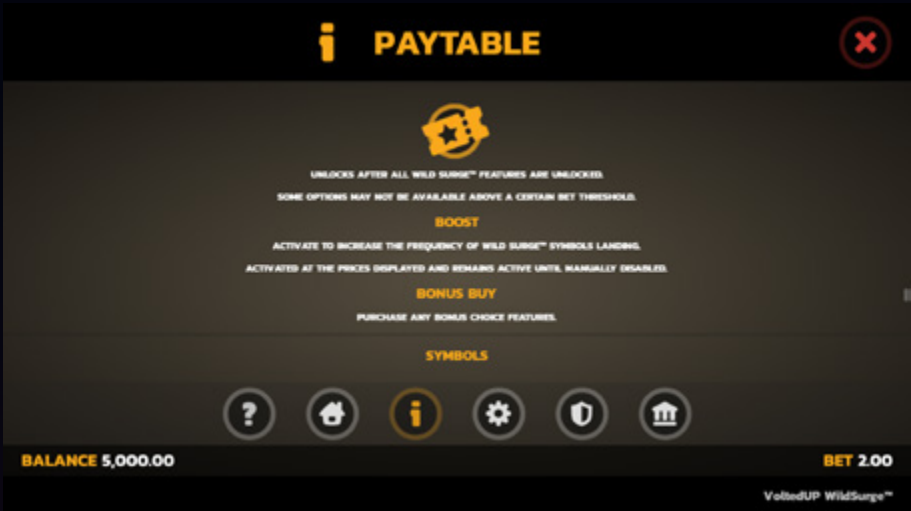 PAYTABLE
UNLOCKS AFTER ALL WILD SURGE™ FEATURES ARE UNLOCKED.
SOME OPTIONS MAY NOT BE AVAILABLE ABOVE A CERTAIN BET THRESHOLD.
BOOST
ACTIVATE TO INCREASE THE FREQUENCY OF WILD SURGE™ SYMBOLS LANDING.
ACTIVATED AT THE PRICES DISPLAYED AND REMAINS ACTIVE UNTIL MANUALLY DISABLED.
BONUS BUY
PURCHASE ANY BONUS CHOICE FEATURES.
SYMBOLS
BALANCE 5,000.00
BET 2.00
VoltedUP WildSurge™